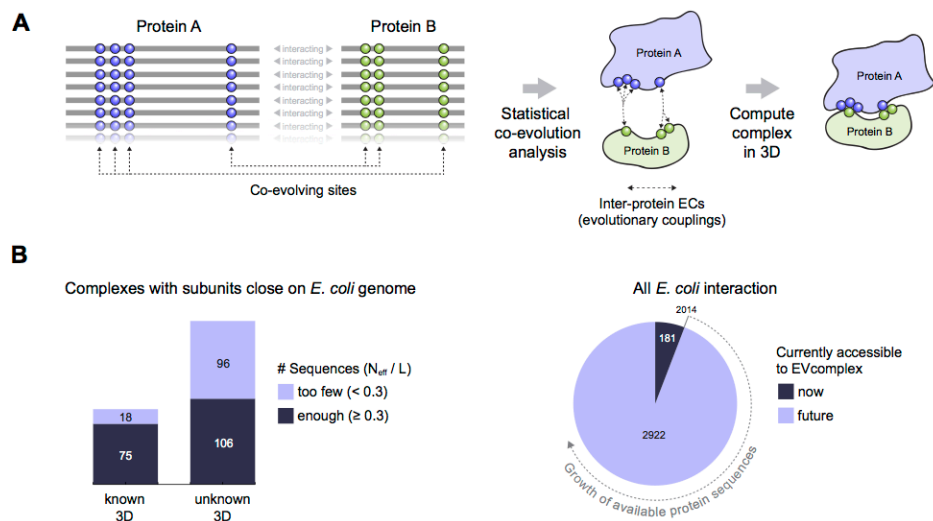 A
Protein A
Protein B
interacting
interacting
interacting
interacting
interacting
interacting
interacting
Co-evolving sites
Statistical
co-evolution
analysis
Protein A
Protein B
Inter-protein ECs
(evolutionary couplings)
Compute
complex
in 3D
Protein A
Protein B
B
Complexes with subunits close on E. coli genome
96
18
106
75
known
3D
unknown
3D
# Sequences (Neff / L)
too few (< 0.3)
enough (≥ 0.3)
All E. coli interaction
2014
181
2922
Growth of available protein sequences
Currently accessible
to EVcomplex
now
future